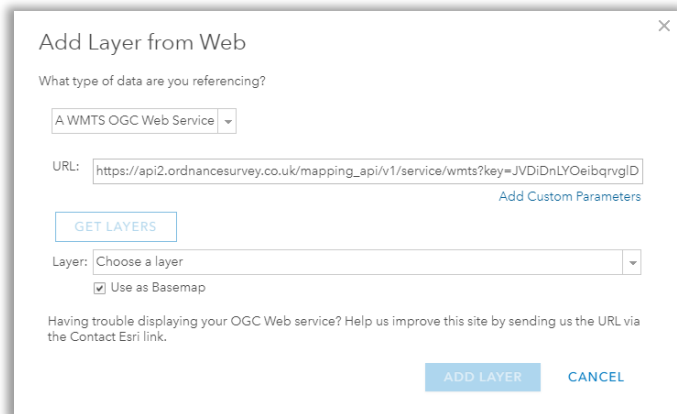 Add Layer from Web
What type of data are you referencing?
A WMTS OGC Web Service
URL: https://api2.ordnancesurvey.co.uk/mapping_api/v1/service/wmts?key=JVDiDnLYOeibqrvglD
Add Custom Parameters
GET LAYERS
Layer: Choose a layer
Use as Basemap
Having trouble displaying your OGC Web service? Help us improve this site by sending us the URL via
the Contact Esri link.
ADD LAYER CANCEL